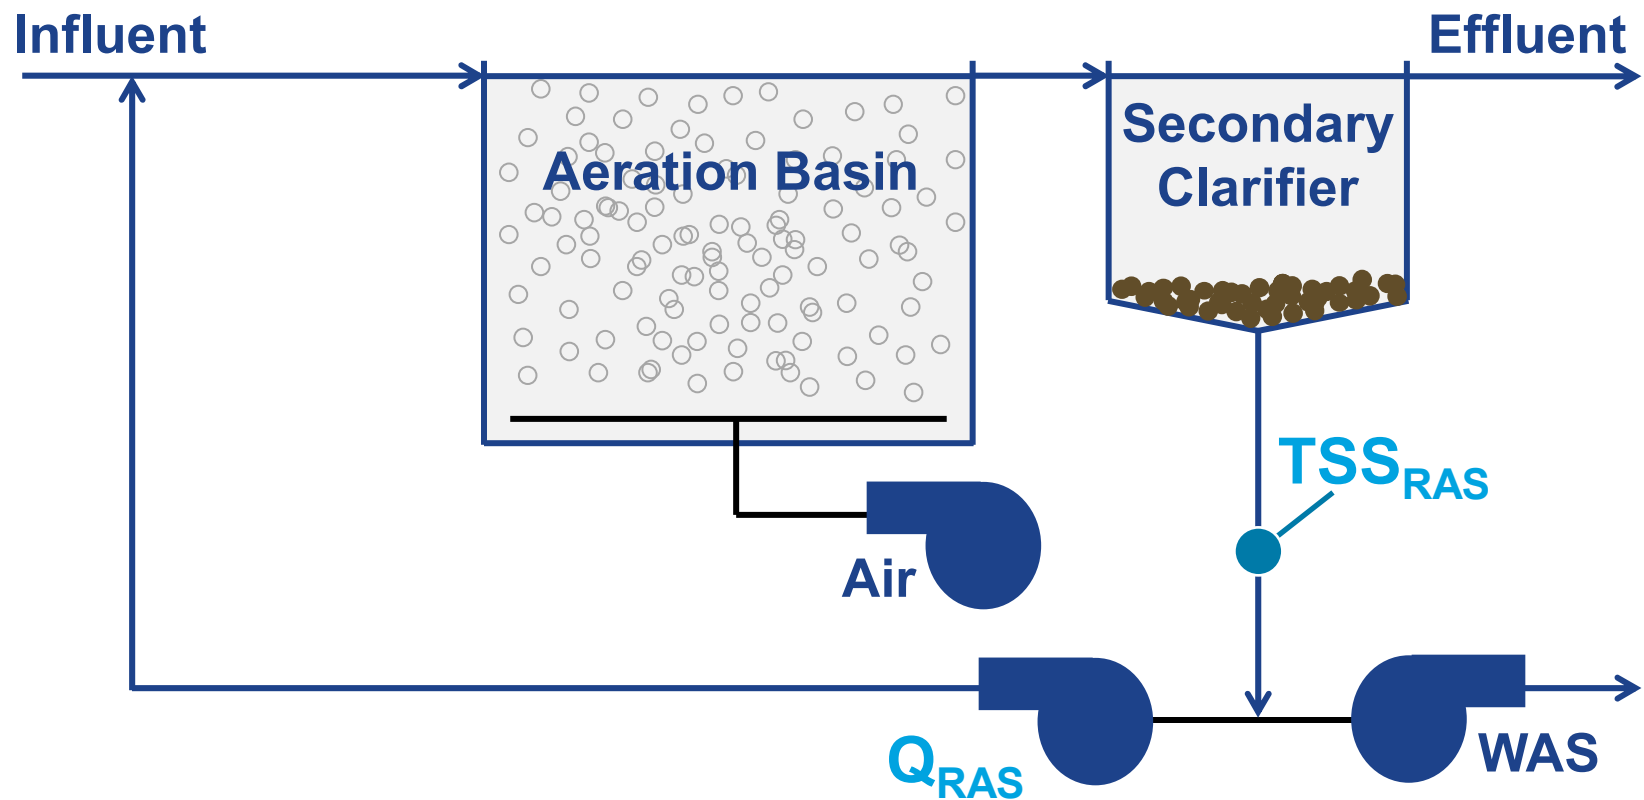 Influent
Effluent
Aeration Basin
Secondary
Clarifier
TSSRAS
Air
QRAS
WAS